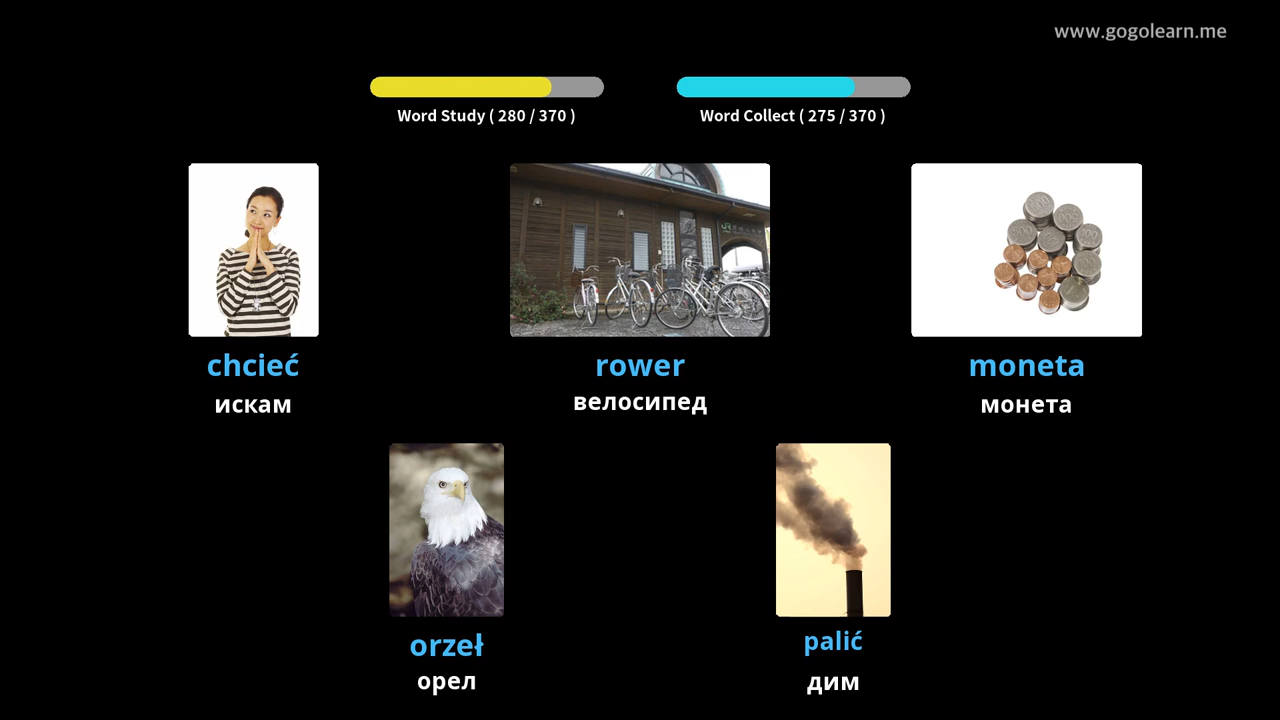 www.gogolearn.me
Word Study ( 280 / 370 )
Word Collect ( 275 / 370 )
chcieć
искам
rower
велосипед
moneta
монета
orzeł
орел
palić
дим